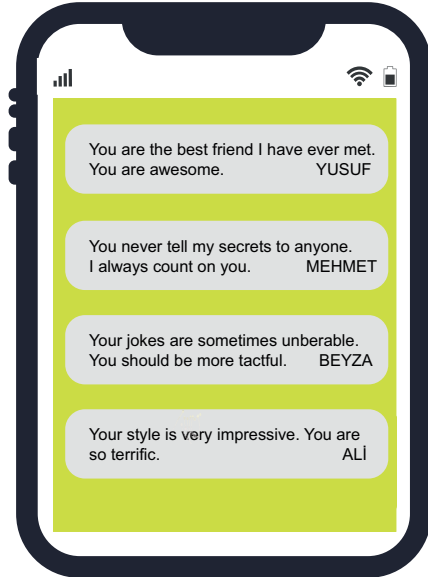 You are the best friend I have ever met.
You are awesome. YUSUF
You never tell my secrets to anyone.
I always count on you. MEHMET
Your jokes are sometimes unberable.
You should be more tactful. BEYZA
Your style is very impressive. You are
so terrific. ALİ